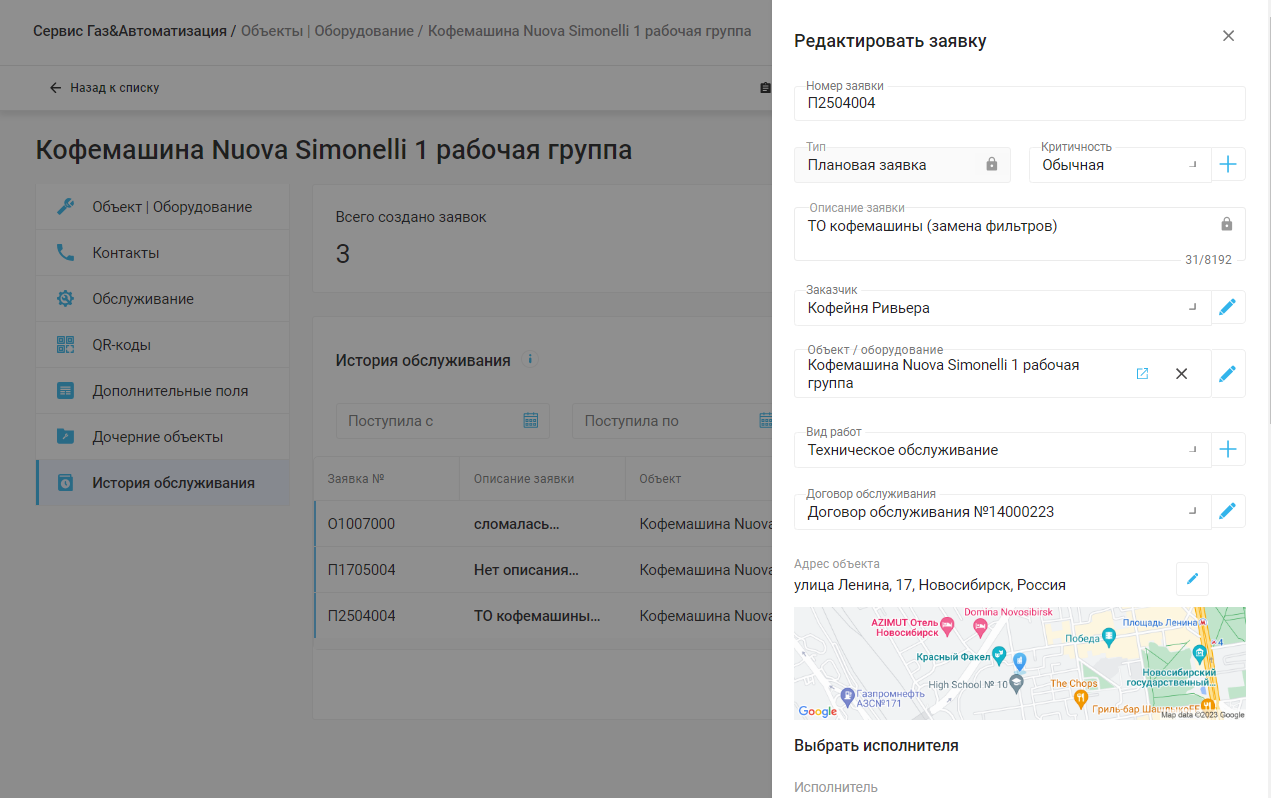 Сервис Газ&Автоматизация / Объекты | Оборудование / Кофемашина Nuova Simonelli 1 рабочая группа
Назад к списку
Кофемашина Nuova Simonelli 1 рабочая группа
Объект | Оборудование
Контакты
Обслуживание
QR-коды
Дополнительные поля
Дочерние объекты
История обслуживания
Всего создано заявок
3
История обслуживания
Поступила с
Поступила по
Заявка № Описание заявки Объект
О1007000 сломалась... Кофемашина Nuova
П1705004 Нет описания... Кофемашина Nuova
П2504004 ТО кофемашины... Кофемашина Nuova
Редактировать заявку
Номер заявки
П2504004
Тип
Плановая заявка
Критичность
Обычная
Описание заявки
ТО кофемашины (замена фильтров)
31/8192
Заказчик
Кофейня Ривьера
Объект / оборудование
Кофемашина Nuova Simonelli 1 рабочая
группа
Вид работ
Техническое обслуживание
Договор обслуживания
Договор обслуживания №14000223
Адрес объекта
улица Ленина, 17, Новосибирск, Россия
Domina Novosibirsk
AZIMUT Отель
Новосибирск
Площадь Ленина
4
Победа
Красный Факел
High School № 10
Новосибирский
государственный...
The Chops
Газпромнефть
АЗС№171
Гриль-бар
Google
Map data ©2023 Google
Выбрать исполнителя
Исполнитель